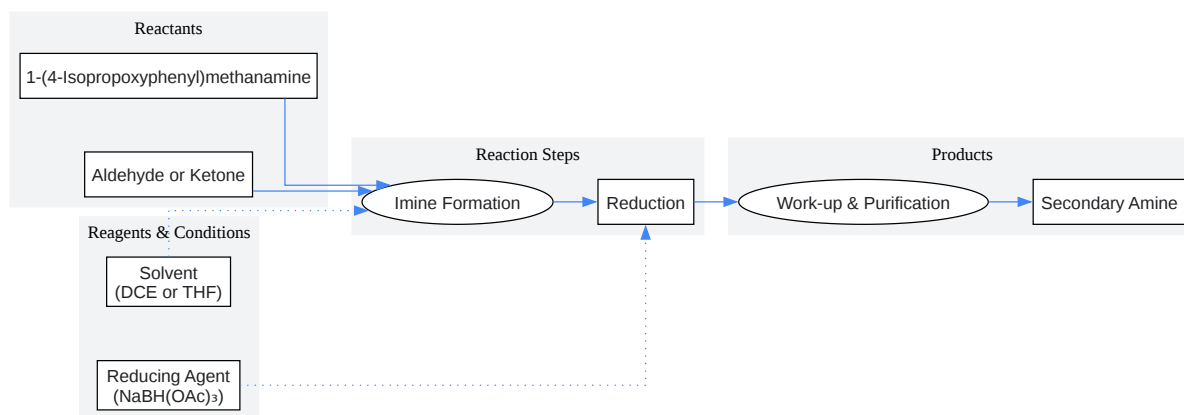 Reactants
1-(4-Isopropoxyphenyl)methanamine
Aldehyde or Ketone
Reagents & Conditions
Solvent
(DCE or THF)
Reducing Agent
(NaBH(OAc)₃)
Reaction Steps
Imine Formation
Reduction
Products
Work-up & Purification
Secondary Amine